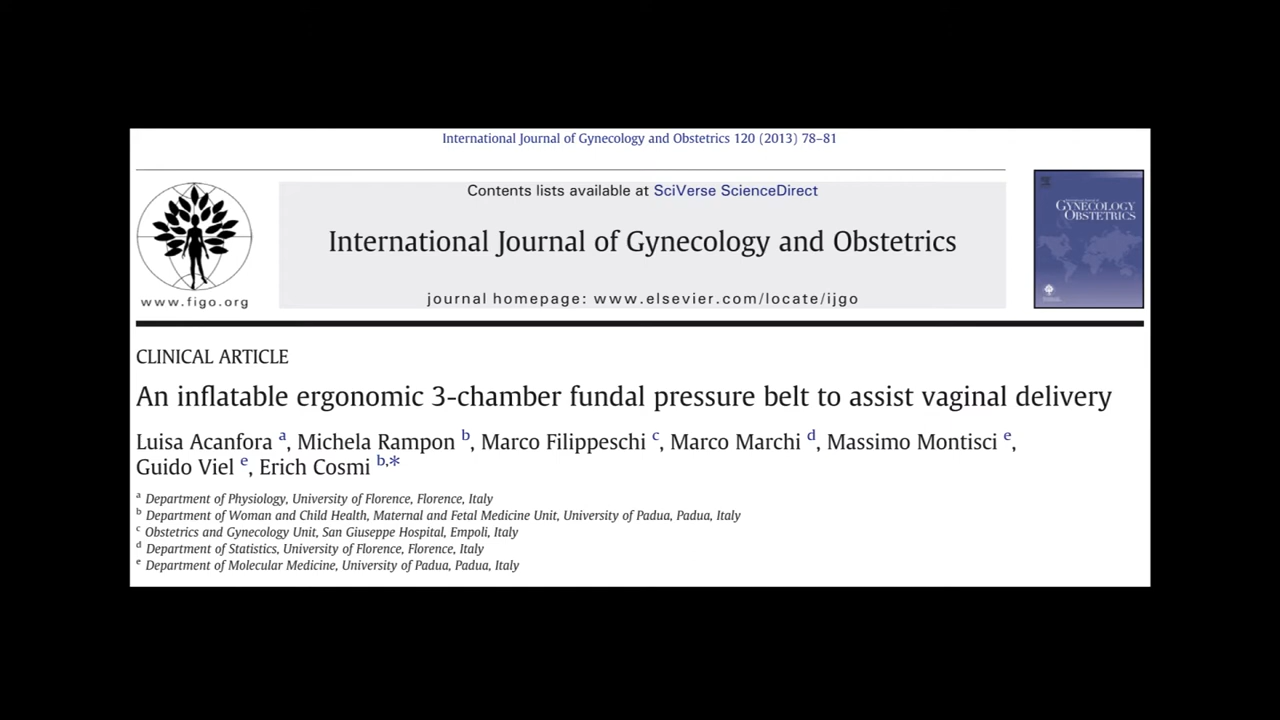 International Journal of Gynecology and Obstetrics 120 (2013) 78–81
Contents lists available at SciVerse ScienceDirect
International Journal of Gynecology and Obstetrics
journal homepage: www.elsevier.com/locate/ijgo
www.figo.org
GYNECOLOGY
OBSTETRICS
CLINICAL ARTICLE
An inflatable ergonomic 3-chamber fundal pressure belt to assist vaginal delivery
Luisa Acanfora a, Michela Rampon b, Marco Filippeschi c, Marco Marchi d, Massimo Montisci e,
Guido Viel e, Erich Cosmi b,*
a Department of Physiology, University of Florence, Florence, Italy
b Department of Woman and Child Health, Maternal and Fetal Medicine Unit, University of Padua, Padua, Italy
c Obstetrics and Gynecology Unit, San Giuseppe Hospital, Empoli, Italy
d Department of Statistics, University of Florence, Florence, Italy
e Department of Molecular Medicine, University of Padua, Padua, Italy